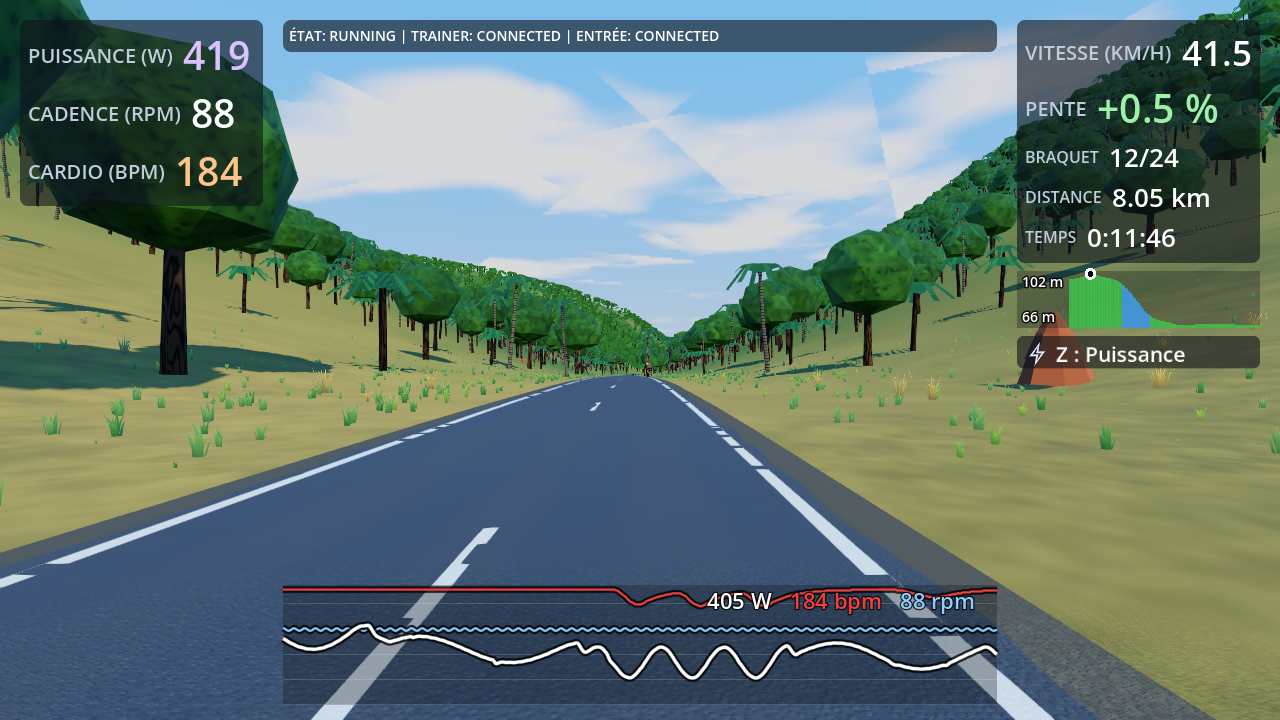 PUISSANCE (W) 419
CADENCE (RPM) 88
CARDIO (BPM) 184
ÉTAT: RUNNING | TRAINER: CONNECTED | ENTRÉE: CONNECTED
VITESSE (KM/H) 41.5
PENTE +0.5 %
BRAQUET 12/24
DISTANCE 8.05 km
TEMPS 0:11:46
102 m
66 m
Z : Puissance
405 W 184 bpm 88 rpm